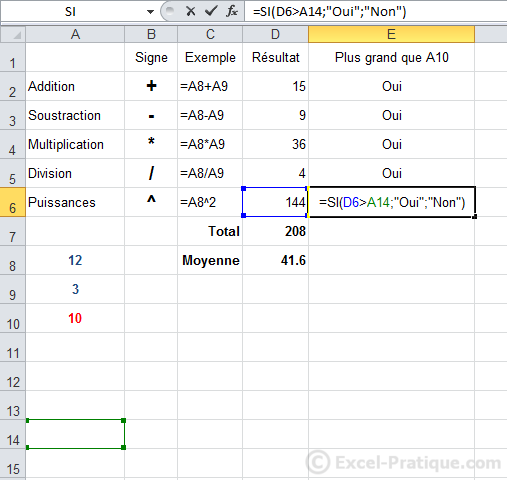 SI =SI(D6>A14;"Oui";"Non")
A B C D E
1 Signe Exemple Résultat Plus grand que A10
2 Addition + =A8+A9 15 Oui
3 Soustraction - =A8-A9 9 Oui
4 Multiplication * =A8*A9 36 Oui
5 Division / =A8/A9 4 Oui
6 Puissances ^ =A8^2 144 =SI(D6>A14;"Oui";"Non")
7 Total 208
8 12 Moyenne 41.6
9 3
10 10
11
12
13
14
15
© Excel-Pratique.com